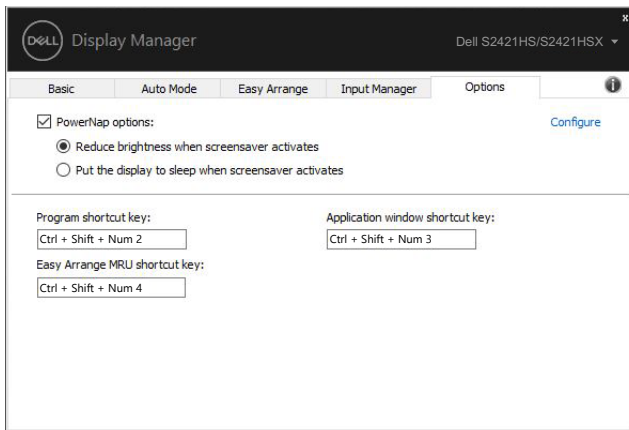 x
DELL Display Manager Dell S2421HS/S2421HSX
Basic Auto Mode Easy Arrange Input Manager Options
PowerNap options: Configure
Reduce brightness when screensaver activates
Put the display to sleep when screensaver activates
Program shortcut key: Application window shortcut key:
Ctrl + Shift + Num 2 Ctrl + Shift + Num 3
Easy Arrange MRU shortcut key:
Ctrl + Shift + Num 4